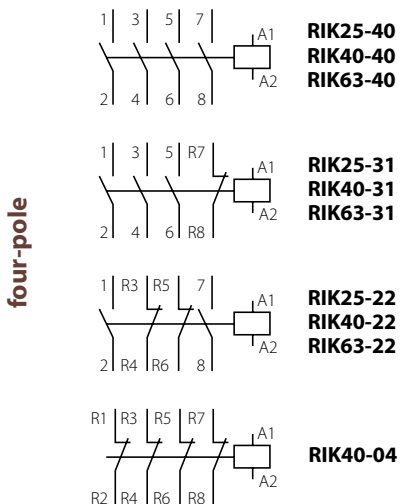 four-pole
1 3 5 7
A1
A2
2 4 6 8
RIK25-40
RIK40-40
RIK63-40
1 3 5 R7
A1
A2
2 4 6 R8
RIK25-31
RIK40-31
RIK63-31
1 R3 R5 7
A1
A2
2 R4 R6 8
RIK25-22
RIK40-22
RIK63-22
R1 R3 R5 R7
A1
A2
R2 R4 R6 R8
RIK40-04